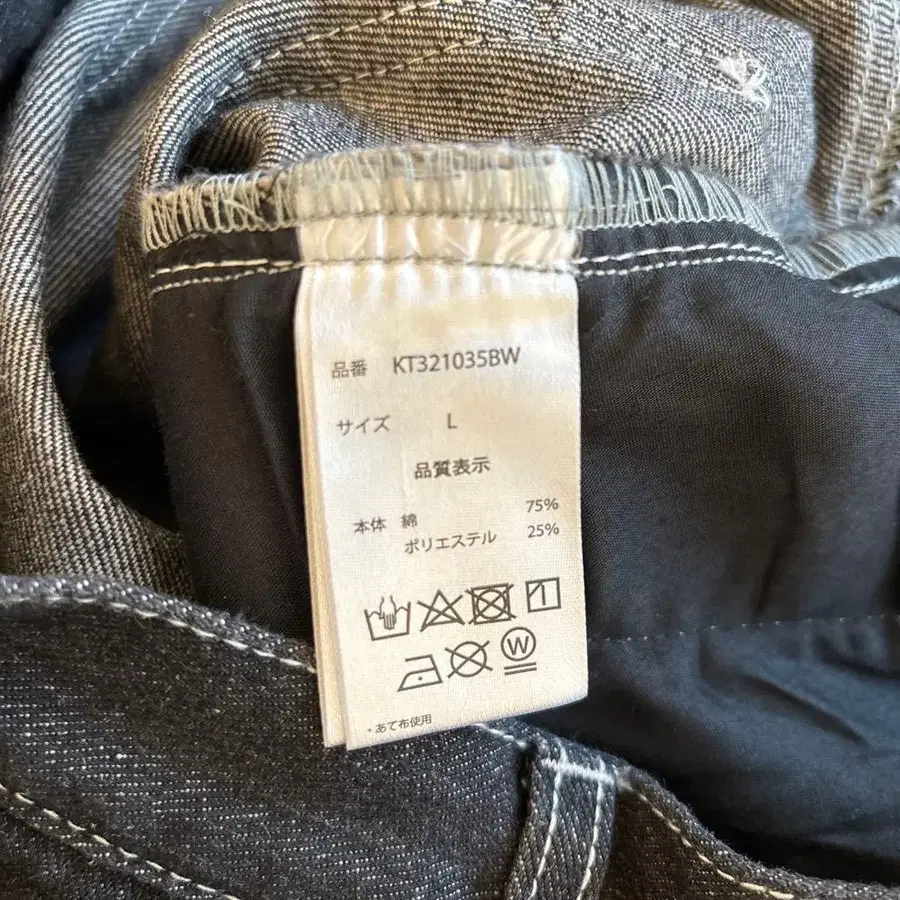 品番 KT321035BW
サイズ L
品質表示
本体 綿 75%
ポリエステル 25%
W
・あて布使用